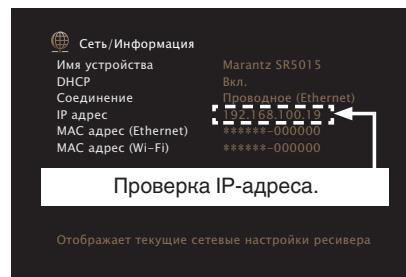 Сеть/Информация
Имя устройства Marantz SR5015
DHCP Вкл.
Соединение Проводное (Ethernet)
IP адрес 192.168.100.19
MAC адрес (Ethernet) ******-000000
MAC адрес (Wi-Fi) ******-000000
Проверка IP-адреса.
Отображает текущие сетевые настройки ресивера